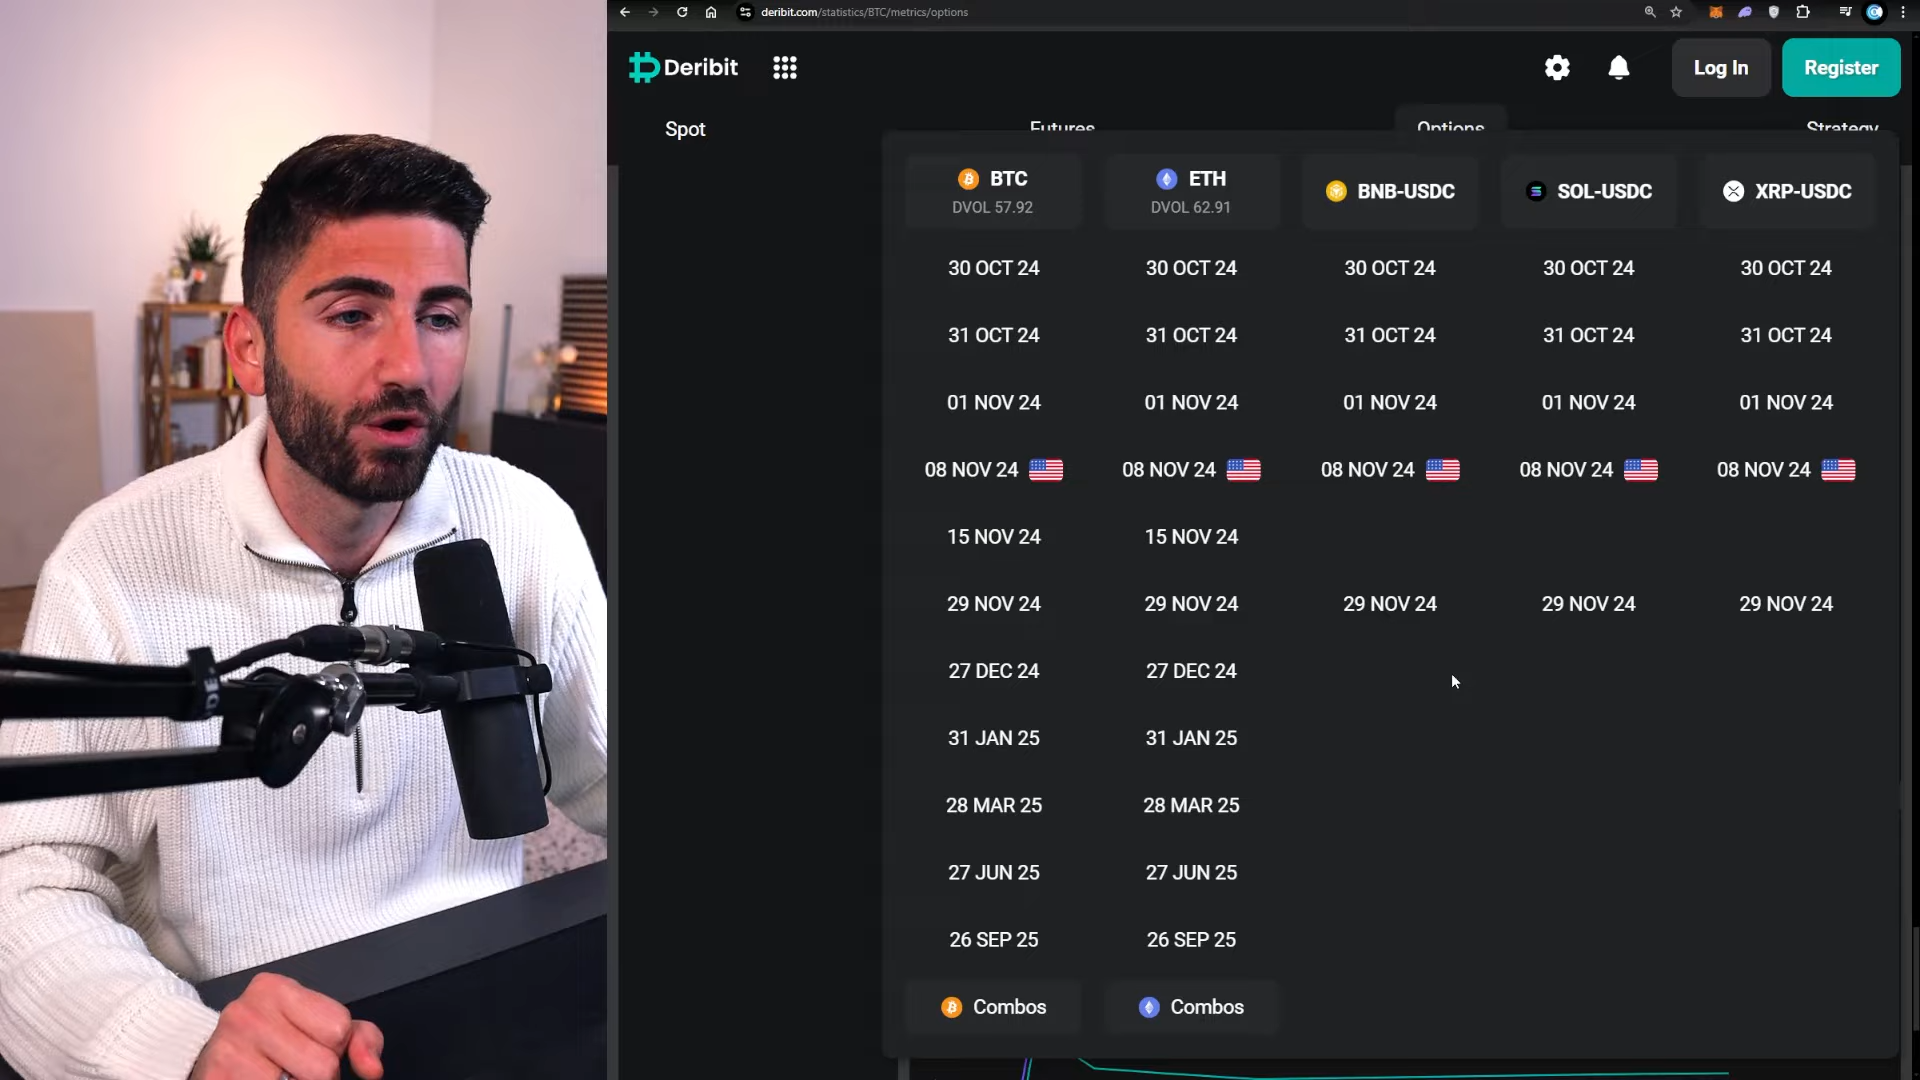 deribit.com/statistics/BTC/metrics/options
Deribit
Log In
Register
Spot
Futures
Options
Strategy
BTC
DVOL 57.92
ETH
DVOL 62.91
BNB-USDC
SOL-USDC
XRP-USDC
30 OCT 24 30 OCT 24 30 OCT 24 30 OCT 24 30 OCT 24
31 OCT 24 31 OCT 24 31 OCT 24 31 OCT 24 31 OCT 24
01 NOV 24 01 NOV 24 01 NOV 24 01 NOV 24 01 NOV 24
08 NOV 24 08 NOV 24 08 NOV 24 08 NOV 24 08 NOV 24
15 NOV 24 15 NOV 24
29 NOV 24 29 NOV 24 29 NOV 24 29 NOV 24 29 NOV 24
27 DEC 24 27 DEC 24
31 JAN 25 31 JAN 25
28 MAR 25 28 MAR 25
27 JUN 25 27 JUN 25
26 SEP 25 26 SEP 25
Combos Combos